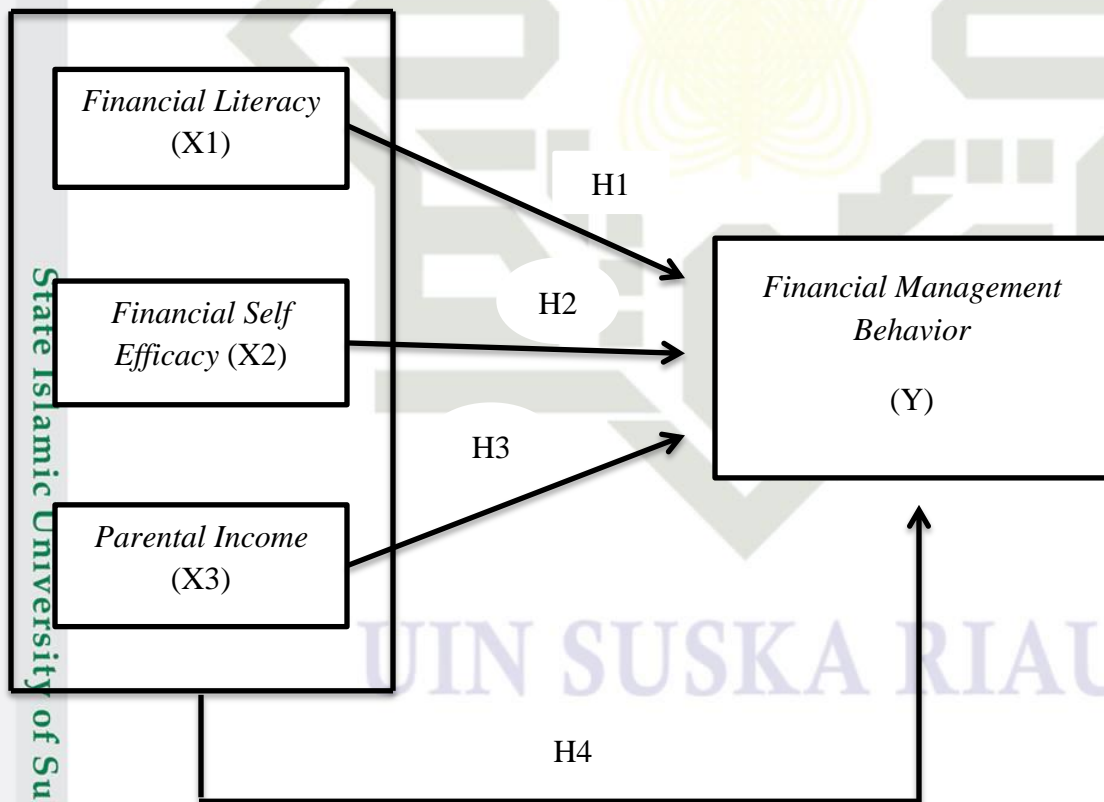 Financial Literacy
(X1)
H1
Financial Self
Efficacy (X2)
H2
Financial Management
Behavior
(Y)
H3
Parental Income
(X3)
H4
UIN SUSKA RIAU
State Islamic University of Su